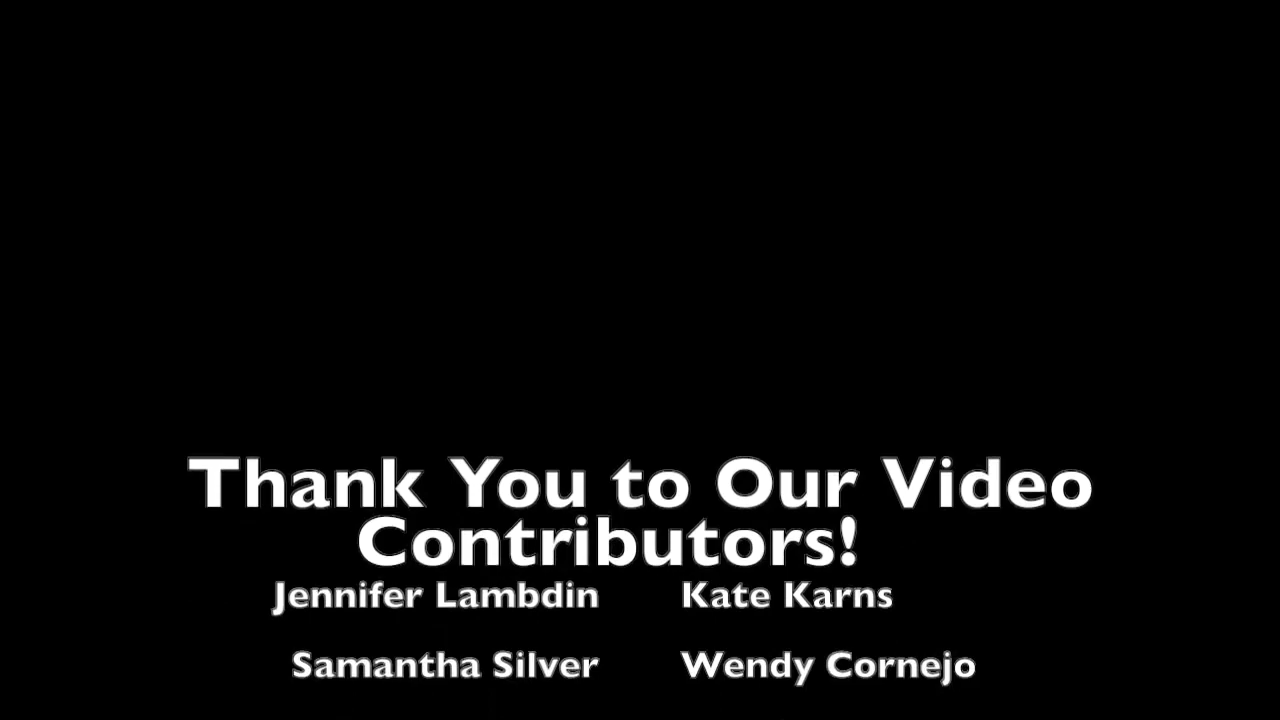 Thank You to Our Video
Contributors!
Jennifer Lambdin Kate Karns
Samantha Silver Wendy Cornejo